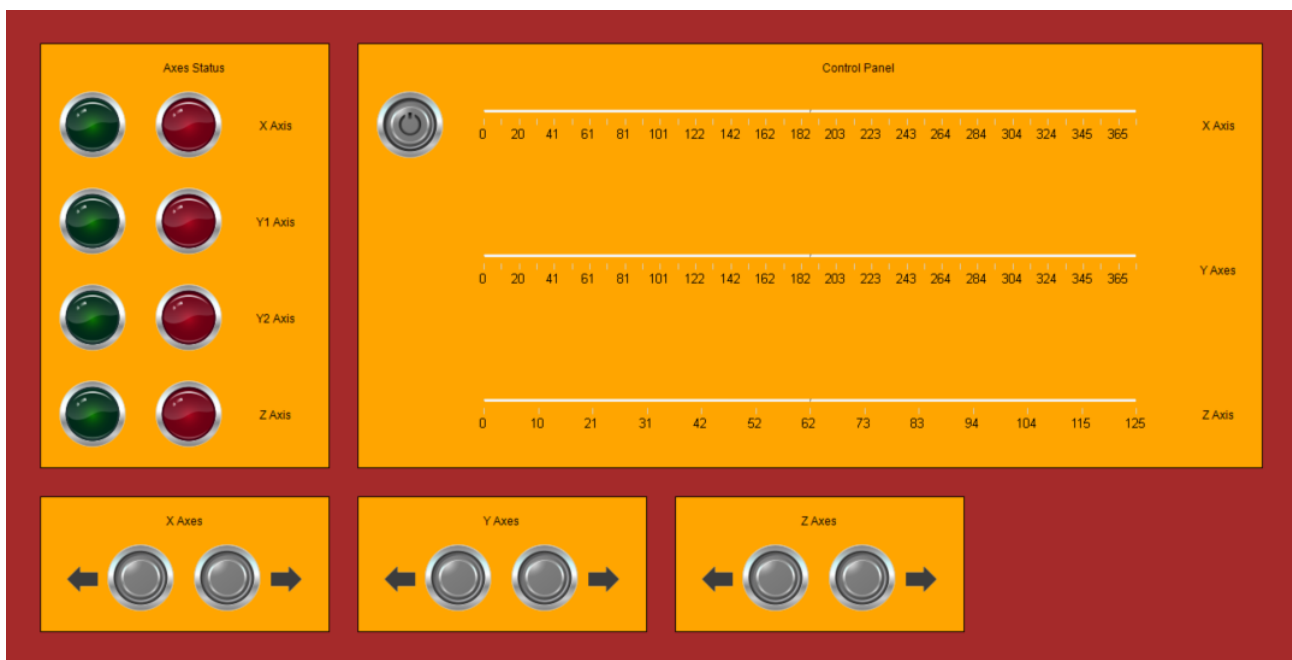 Axes Status
X Axis
Y1 Axis
Y2 Axis
Z Axis
Control Panel
0 20 41 61 81 101 122 142 162 182 203 223 243 264 284 304 324 345 365
X Axis
0 20 41 61 81 101 122 142 162 182 203 223 243 264 284 304 324 345 365
Y Axes
0 10 21 31 42 52 62 73 83 94 104 115 125
Z Axis
X Axes
Y Axes
Z Axes